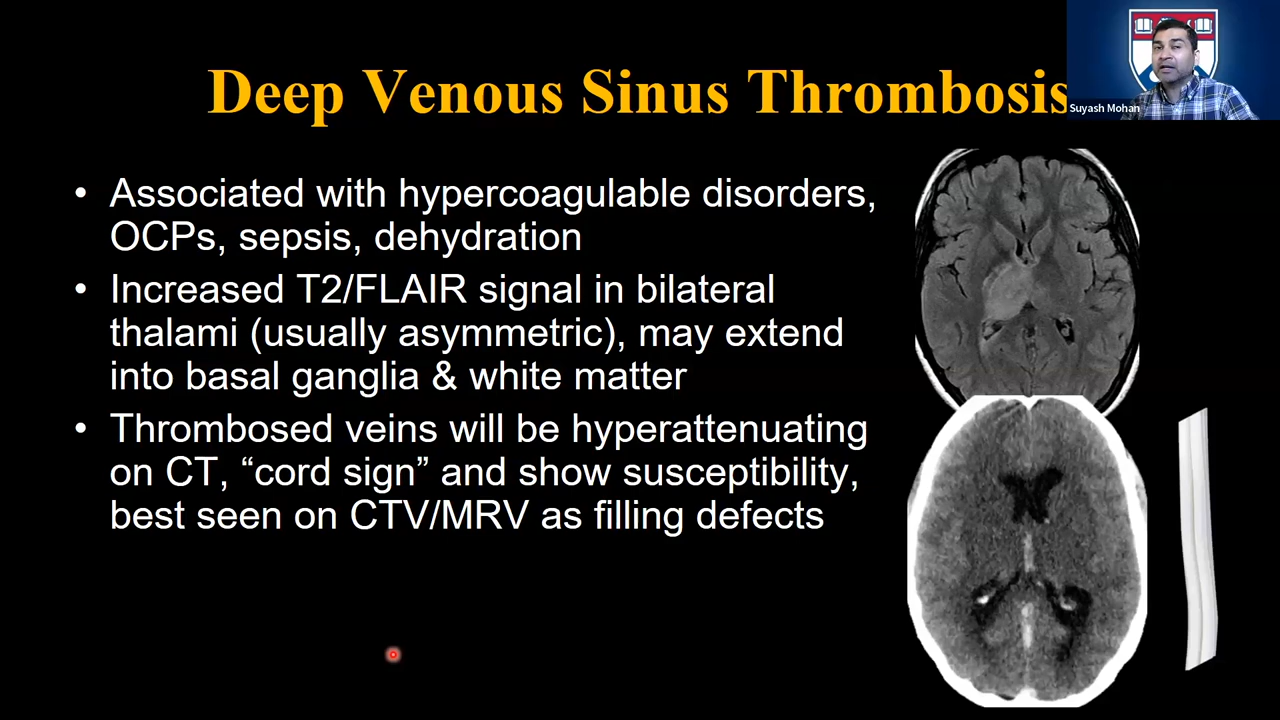 Deep Venous Sinus Thrombosis
Suyash Mohan
• Associated with hypercoagulable disorders,
OCPs, sepsis, dehydration
• Increased T2/FLAIR signal in bilateral
thalami (usually asymmetric), may extend
into basal ganglia & white matter
• Thrombosed veins will be hyperattenuating
on CT, “cord sign” and show susceptibility,
best seen on CTV/MRV as filling defects